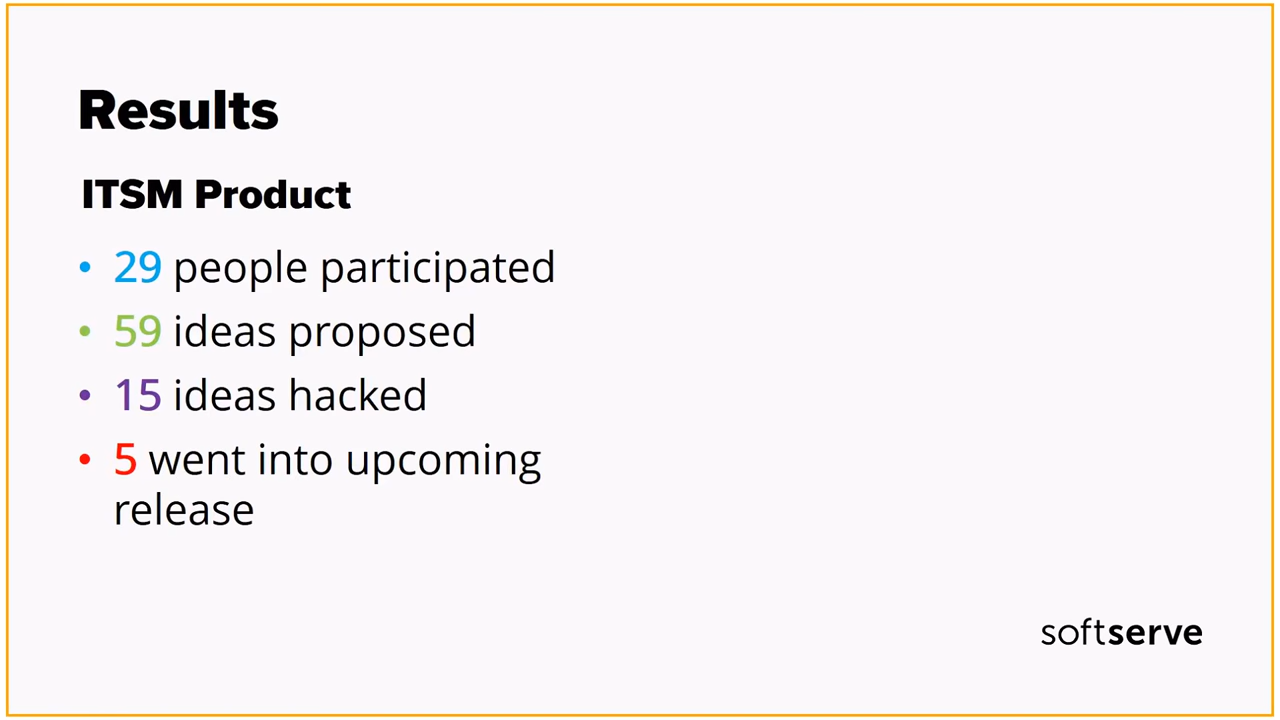 Results
ITSM Product
• 29 people participated
• 59 ideas proposed
• 15 ideas hacked
• 5 went into upcoming
release
softserve